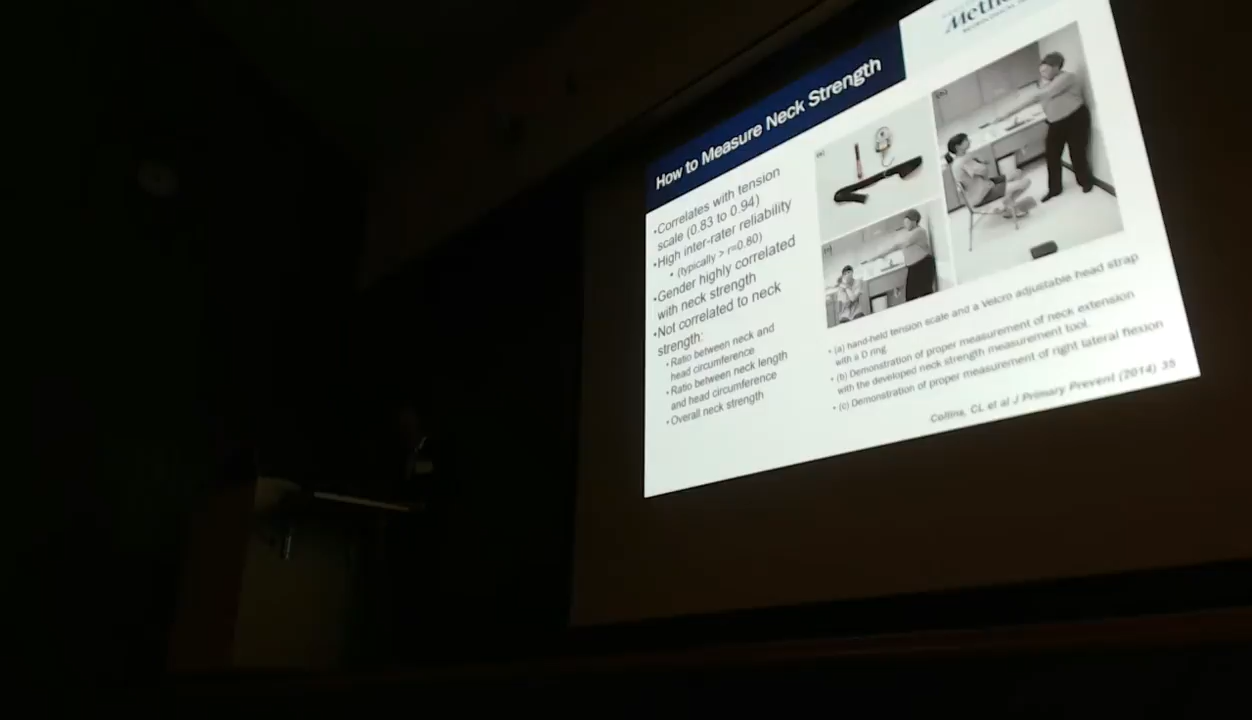 How to Measure Neck Strength
•Correlates with tension
scale (0.83 to 0.94)
•High inter-rater reliability
• (typically > r=0.80)
•Gender highly correlated
with neck strength
•Not correlated to neck
strength:
• Ratio between neck and
head circumference
• Ratio between neck length
and head circumference
• Overall neck strength
(a)
(b)
(c)
• (a) hand-held tension scale and a Velcro adjustable head strap
with a D ring.
• (b) Demonstration of proper measurement of neck extension
with the developed neck strength measurement tool.
• (c) Demonstration of proper measurement of right lateral flexion
Collins, CL et al J Primary Prevent (2014) 35